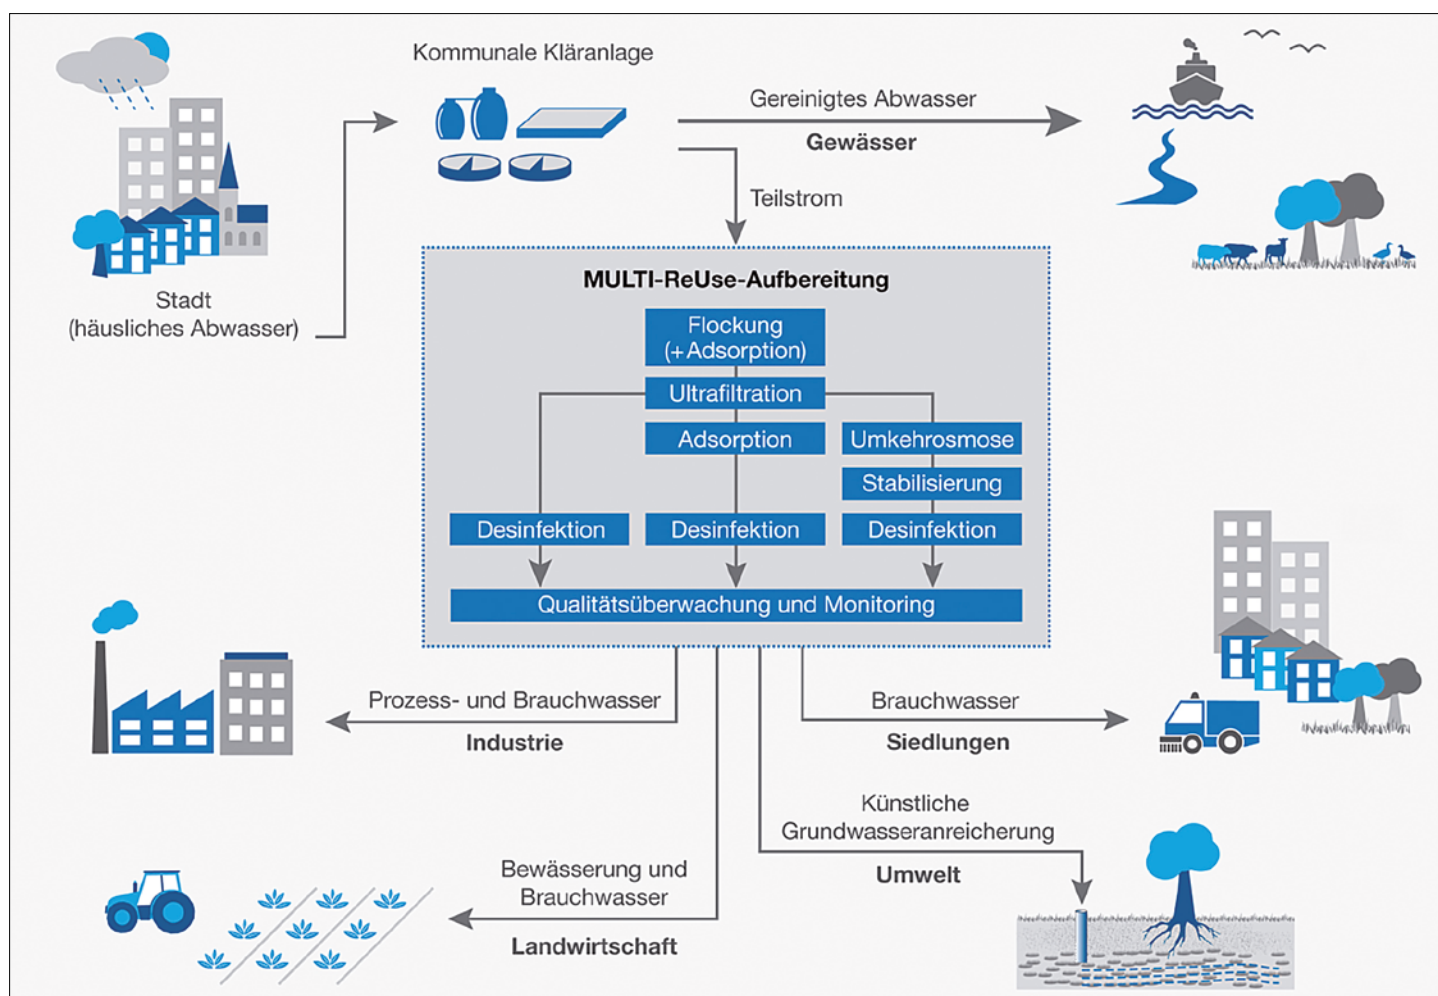 Kommunale Kläranlage
Gereinigtes Abwasser
Gewässer
Teilstrom
Stadt
(häusliches Abwasser)
MULTI-ReUse-Aufbereitung
Flockung
(+ Adsorption)
Ultrafiltration
Adsorption
Umkehrosmose
Stabilisierung
Desinfektion
Desinfektion
Desinfektion
Qualitätsüberwachung und Monitoring
Prozess- und Brauchwasser
Industrie
Brauchwasser
Siedlungen
Künstliche
Grundwasseranreicherung
Umwelt
Bewässerung und
Brauchwasser
Landwirtschaft